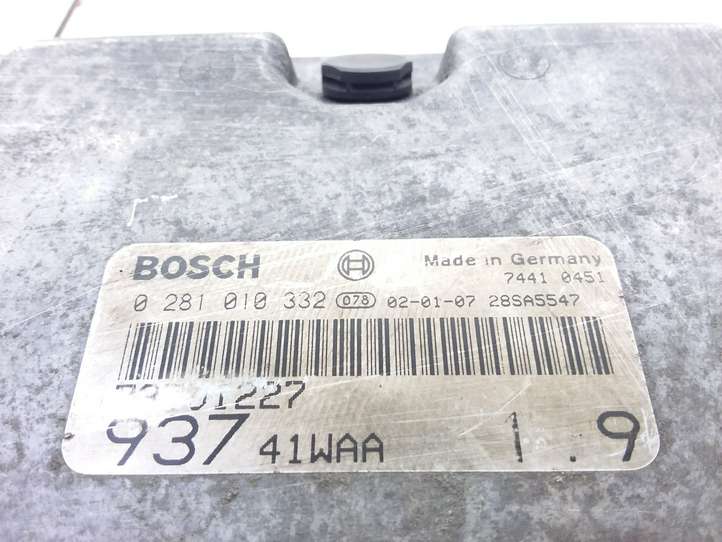 BOSCH Made in Germany
7441 0451
0 281 010 332 078 02-01-07 28SA5547
937 41WAA 1.9